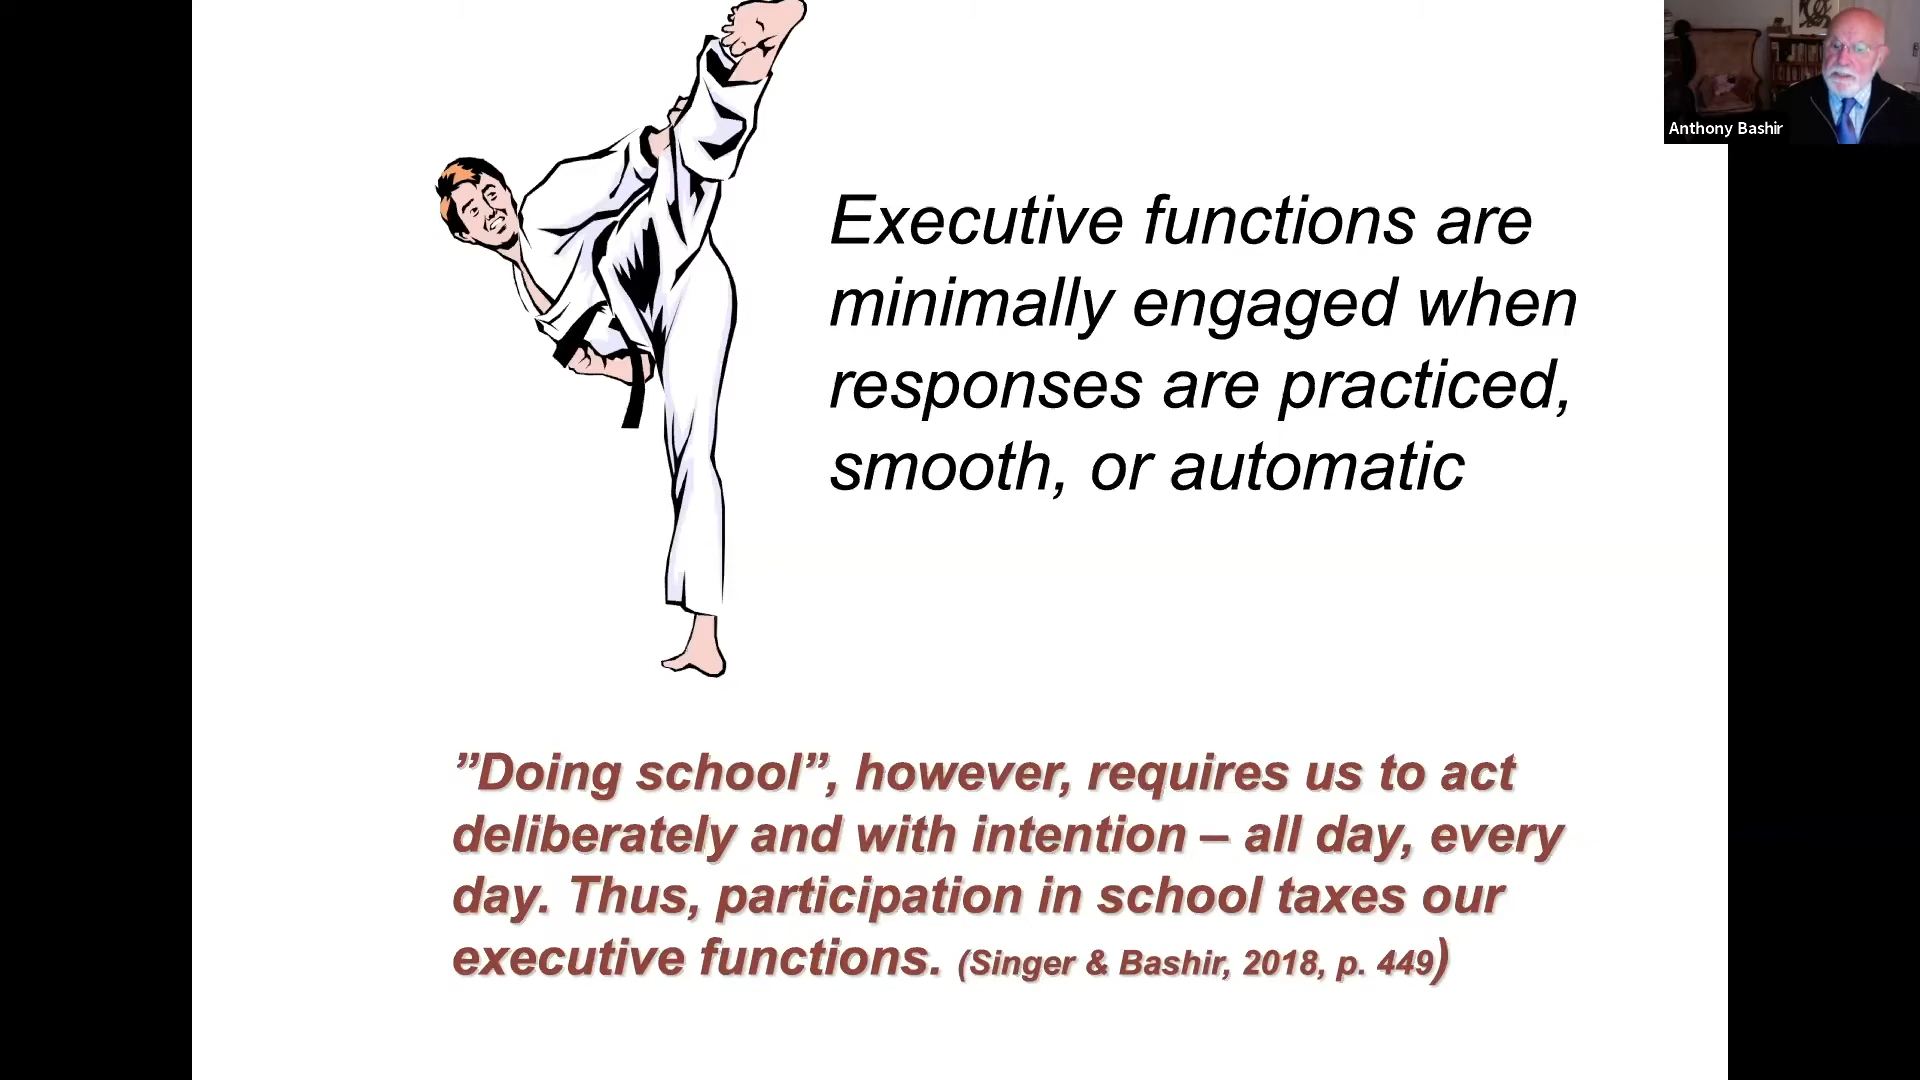 Anthony Bashir
Executive functions are
minimally engaged when
responses are practiced,
smooth, or automatic
”Doing school”, however, requires us to act
deliberately and with intention – all day, every
day. Thus, participation in school taxes our
executive functions. (Singer & Bashir, 2018, p. 449)